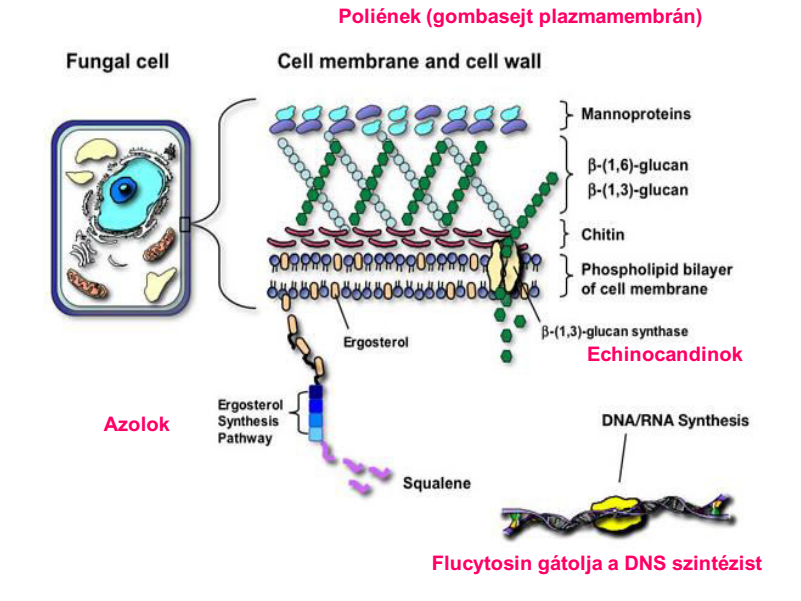 Poliének (gombasejt plazmamembrán)
Fungal cell
Cell membrane and cell wall
Mannoproteins
β-(1,6)-glucan
β-(1,3)-glucan
Chitin
Phospholipid bilayer
of cell membrane
β-(1,3)-glucan synthase
Ergosterol
Echinocandinok
Ergosterol
Synthesis
Pathway
Azolok
Squalene
DNA/RNA Synthesis
Flucytosin gátolja a DNS szintézist